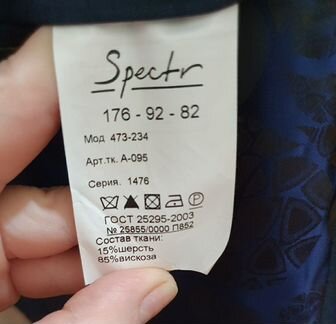 Spectr
176 - 92 - 82
Мод 473-234
Арт.тк. А-095
Серия. 1476
ГОСТ 25295-2003
№ 25855/0000 П852
Состав ткани:
15%шерсть
85%вискоза